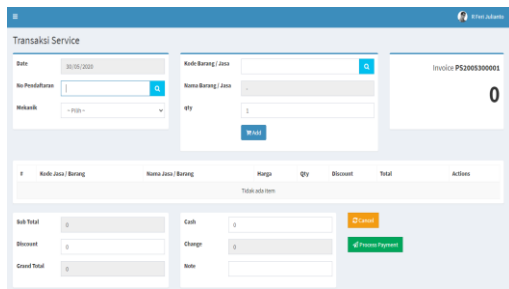 Fitri Julianto
Transaksi Service
Date
30/05/2020
No Pendaftaran
Mekanik
- Pilih -
Kode Barang / Jasa
Nama Barang / Jasa
-
qty
1
Add
Invoice PS2005300001
0
# Kode Jasa / Barang Nama Jasa / Barang Harga Qty Discount Total Actions
Tidak ada item
Sub Total
0
Discount
0
Grand Total
0
Cash
0
Change
0
Note
Cancel
Process Payment